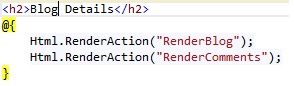 <h2>Blog Details</h2>
@{
Html.RenderAction("RenderBlog");
Html.RenderAction("RenderComments");
}